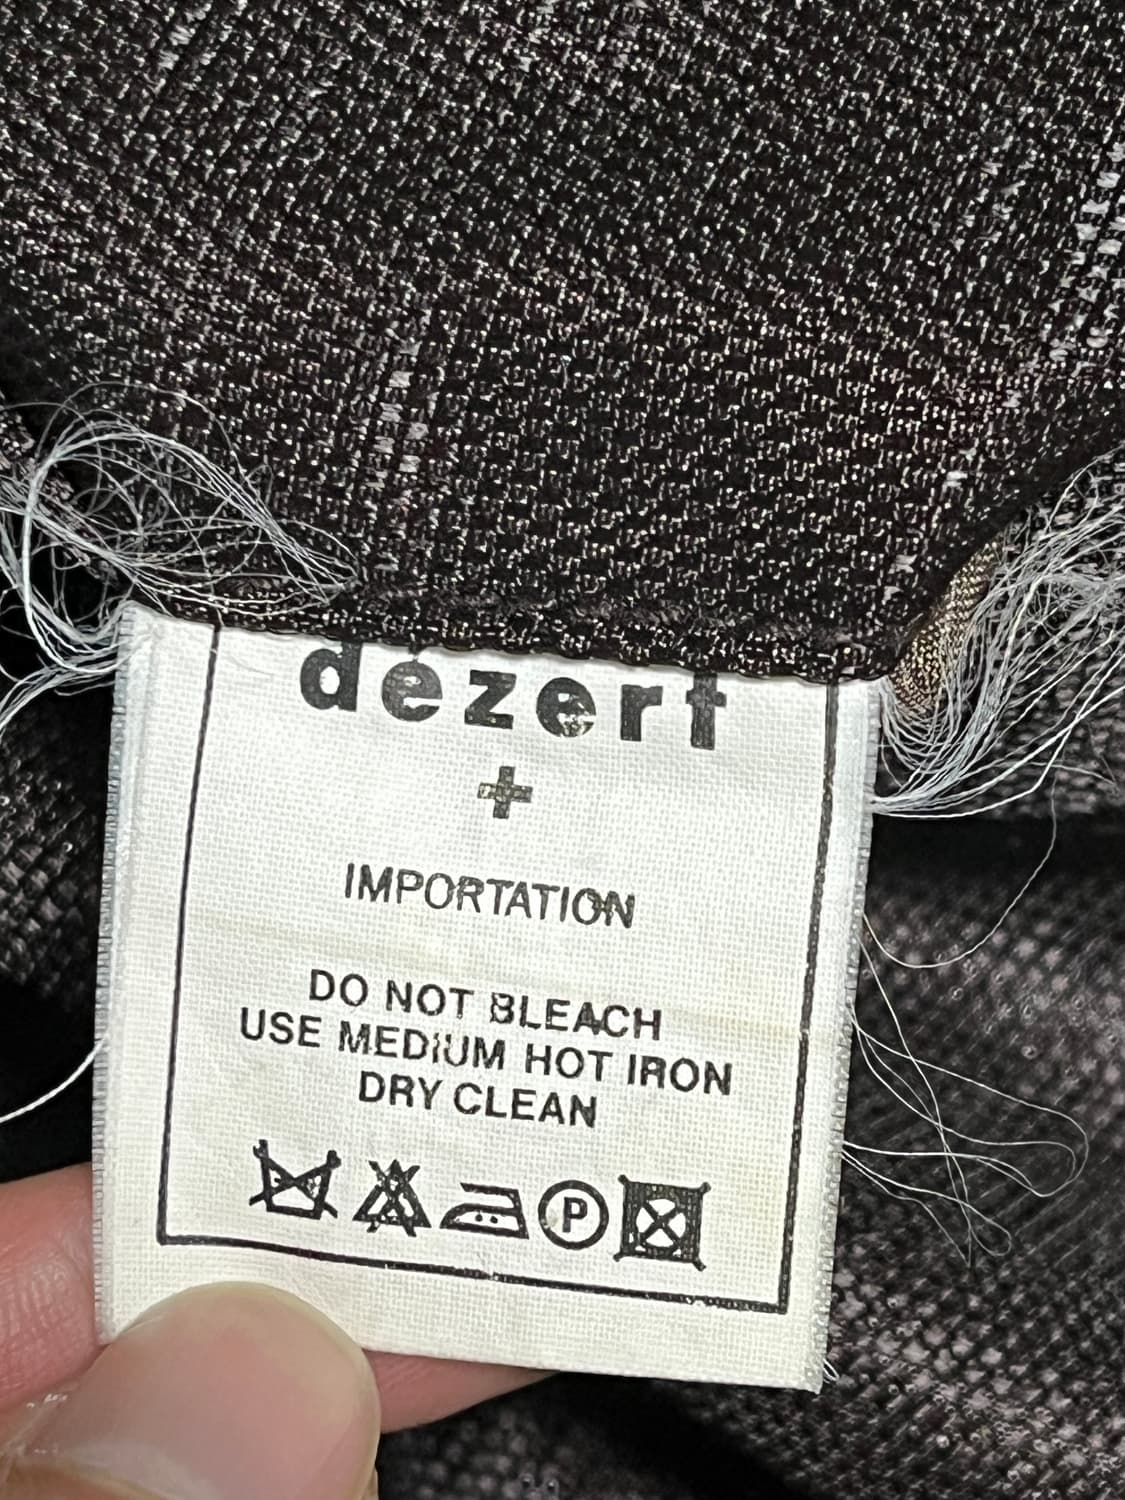 dezert
+
IMPORTATION
DO NOT BLEACH
USE MEDIUM HOT IRON
DRY CLEAN
P